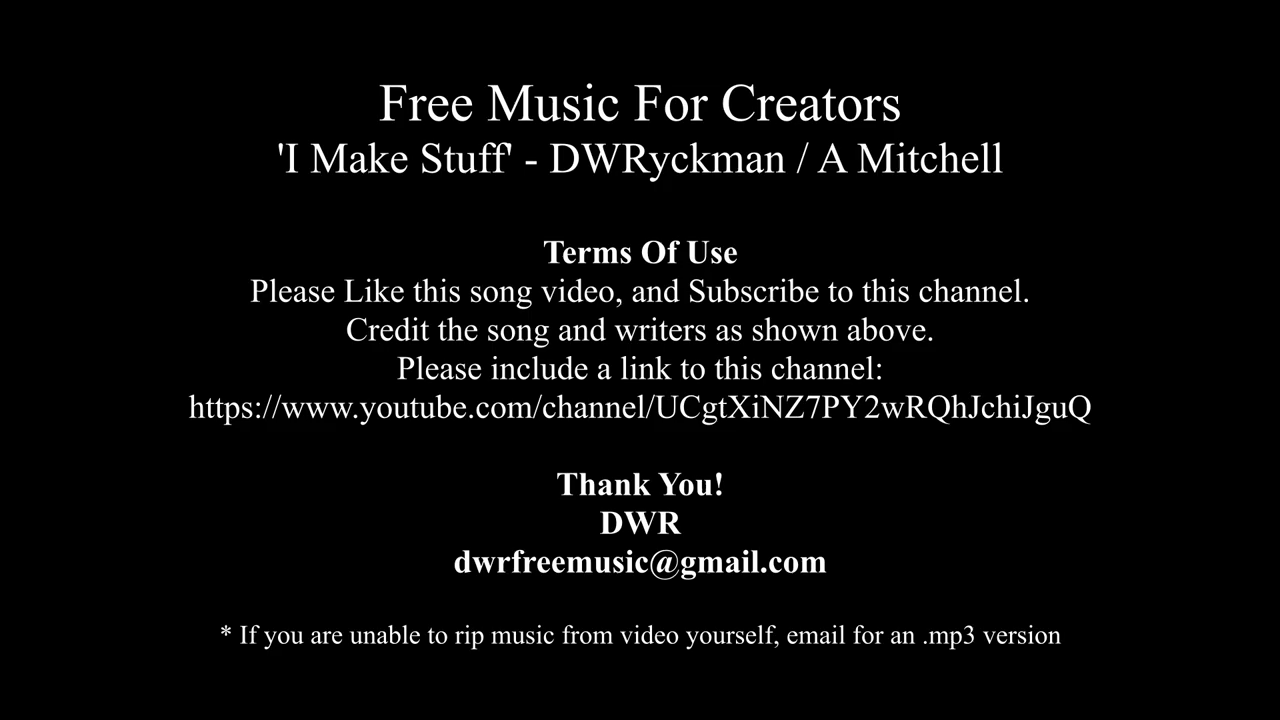 Free Music For Creators
'I Make Stuff' - DWRyckman / A Mitchell
Terms Of Use
Please Like this song video, and Subscribe to this channel.
Credit the song and writers as shown above.
Please include a link to this channel:
https://www.youtube.com/channel/UCgtXiNZ7PY2wRQhJchiJguQ
Thank You!
DWR
dwrfreemusic@gmail.com
* If you are unable to rip music from video yourself, email for an .mp3 version